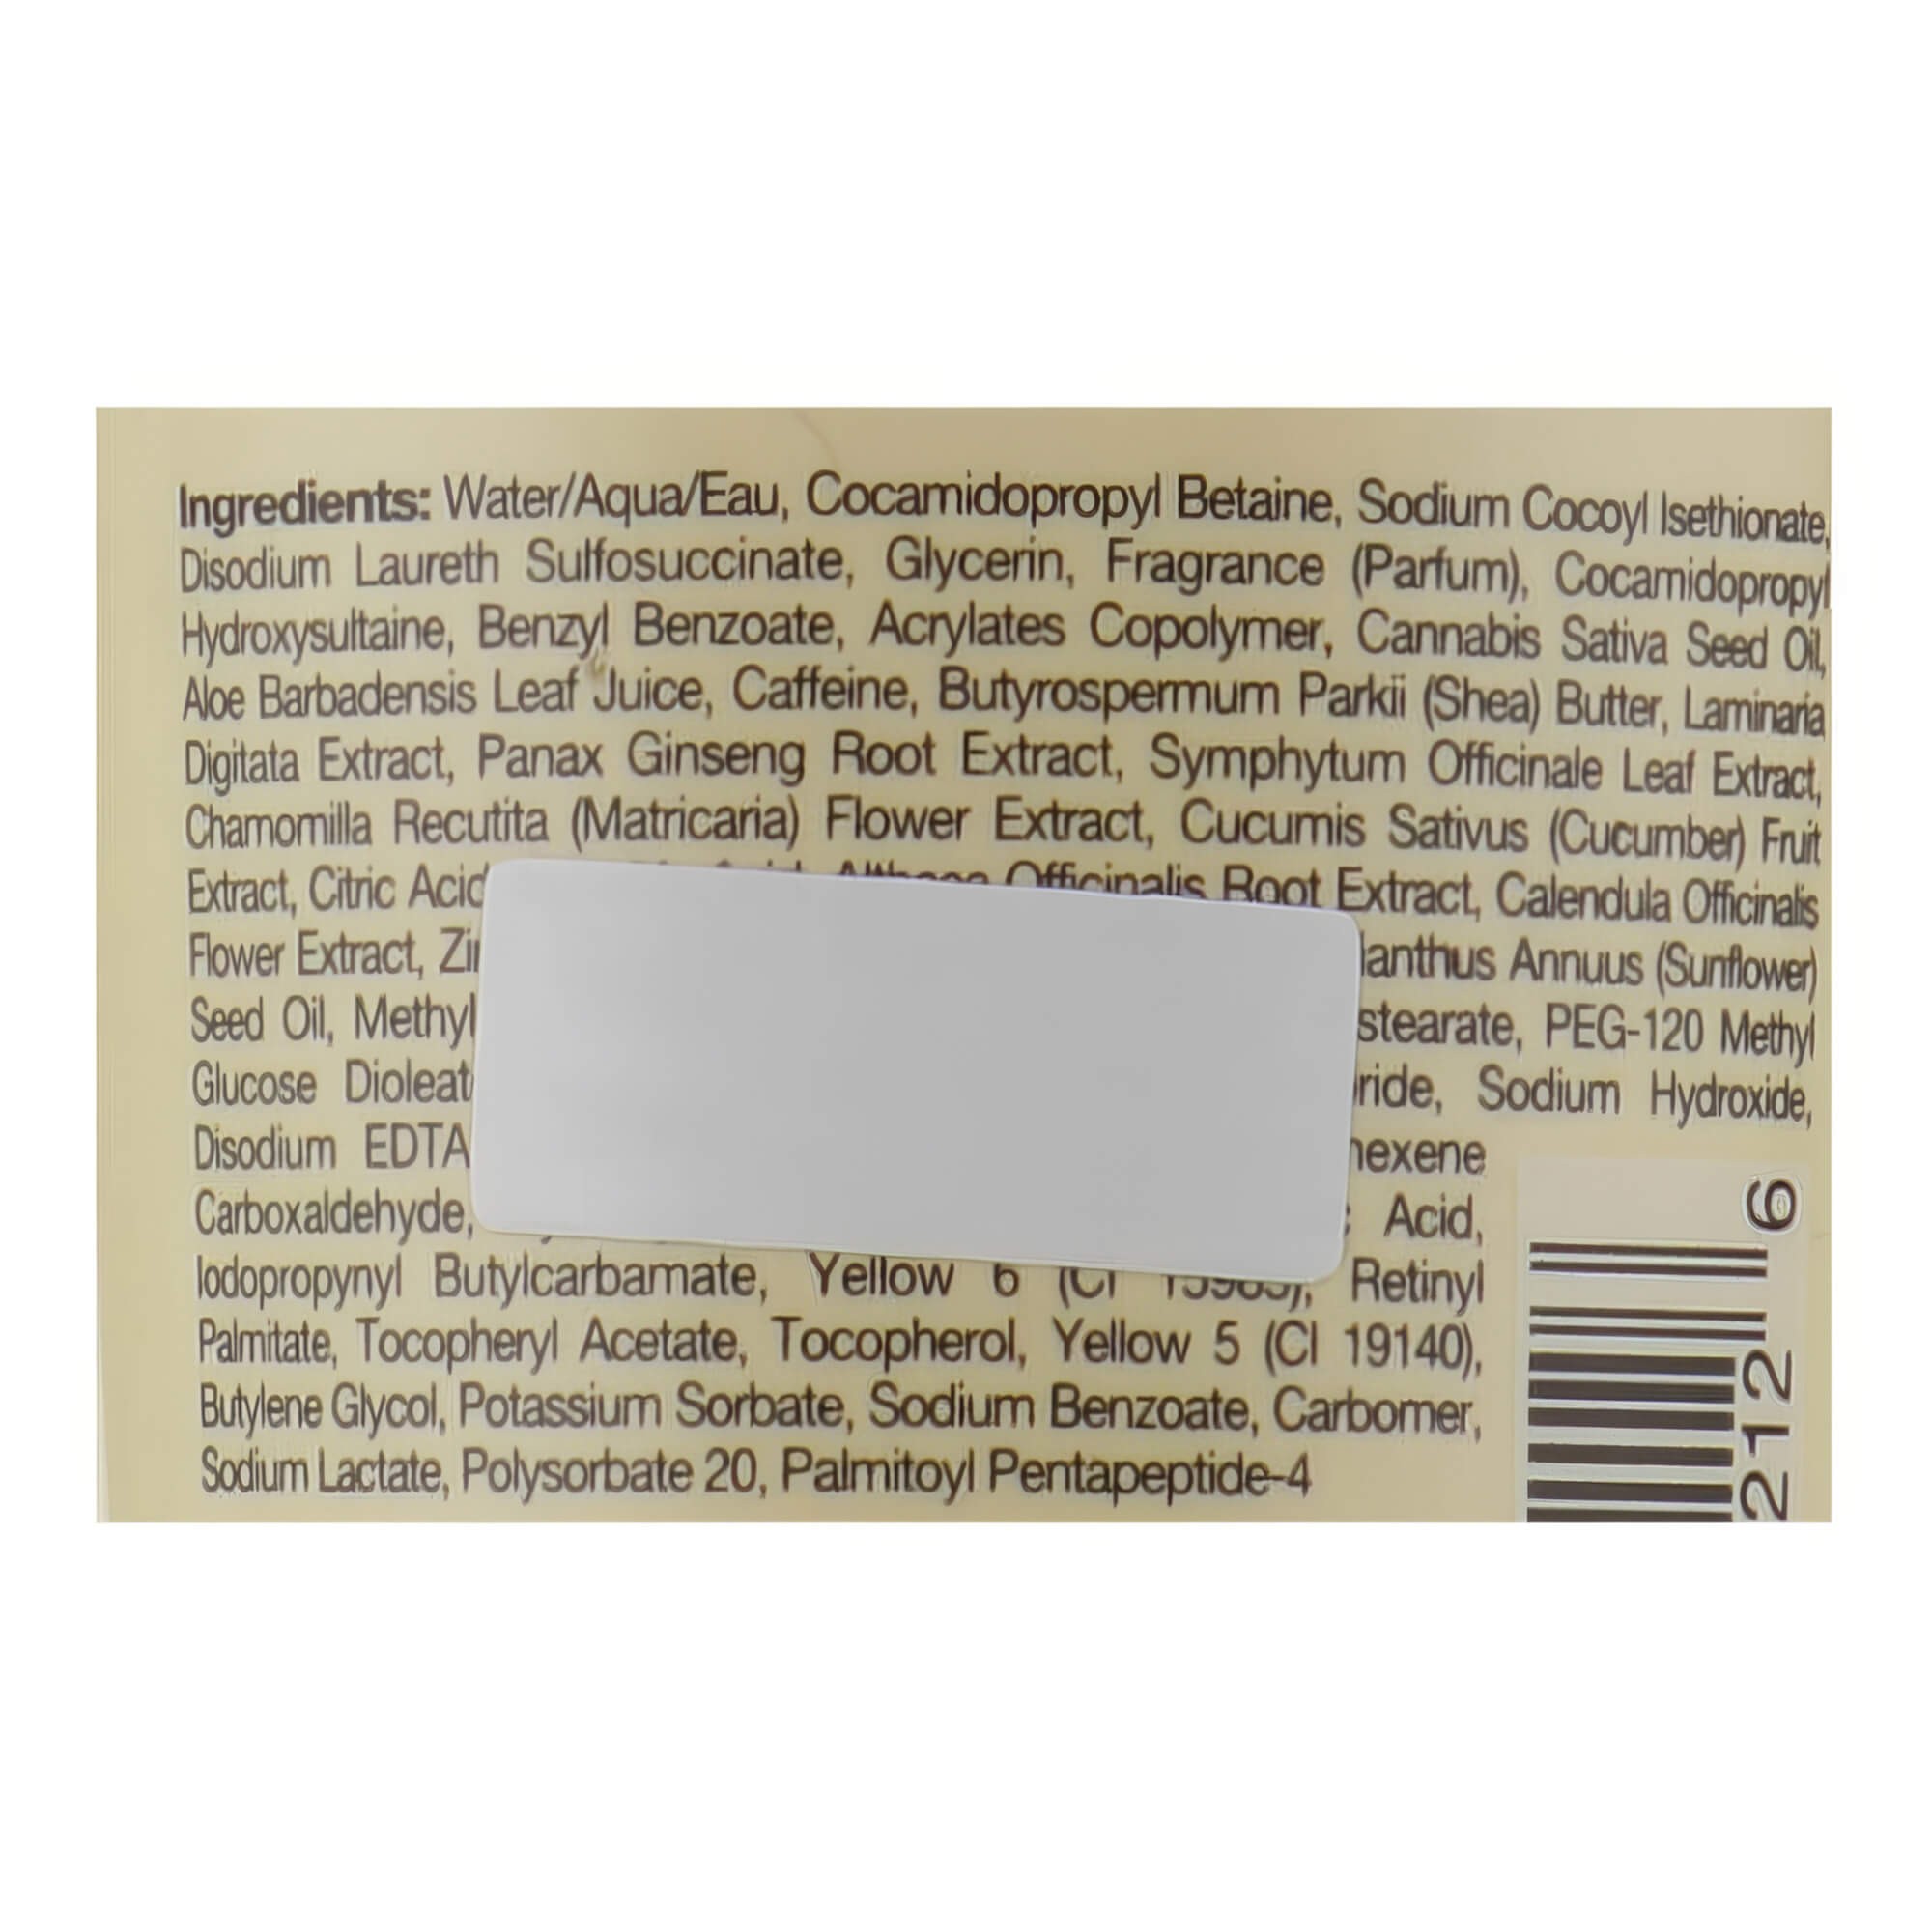 Ingredients: Water/Aqua/Eau, Cocamidopropyl Betaine, Sodium Cocoyl Isethionate,
Disodium Laureth Sulfosuccinate, Glycerin, Fragrance (Parfum), Cocamidopropyl
Hydroxysultaine, Benzyl Benzoate, Acrylates Copolymer, Cannabis Sativa Seed Oil,
Aloe Barbadensis Leaf Juice, Caffeine, Butyrospermum Parkii (Shea) Butter, Laminaria
Digitata Extract, Panax Ginseng Root Extract, Symphytum Officinale Leaf Extract,
Chamomilla Recutita (Matricaria) Flower Extract, Cucumis Sativus (Cucumber) Fruit
Extract, Citric Acid Officinalis Root Extract, Calendula Officinalis
Flower Extract, Annuus (Sunflower)
Seed Oil, Methyl PEG-120 Methyl
Glucose Sodium Hydroxide,
Disodium EDTA
Carboxaldehyde, Acid,
Iodopropynyl Butylcarbamate, Yellow 6 (CI Retinyl
Palmitate, Tocopheryl Acetate, Tocopherol, Yellow 5 (CI 19140),
Butylene Glycol, Potassium Sorbate, Sodium Benzoate, Carbomer,
Sodium Lactate, Polysorbate 20, Palmitoyl Pentapeptide-4
212 6